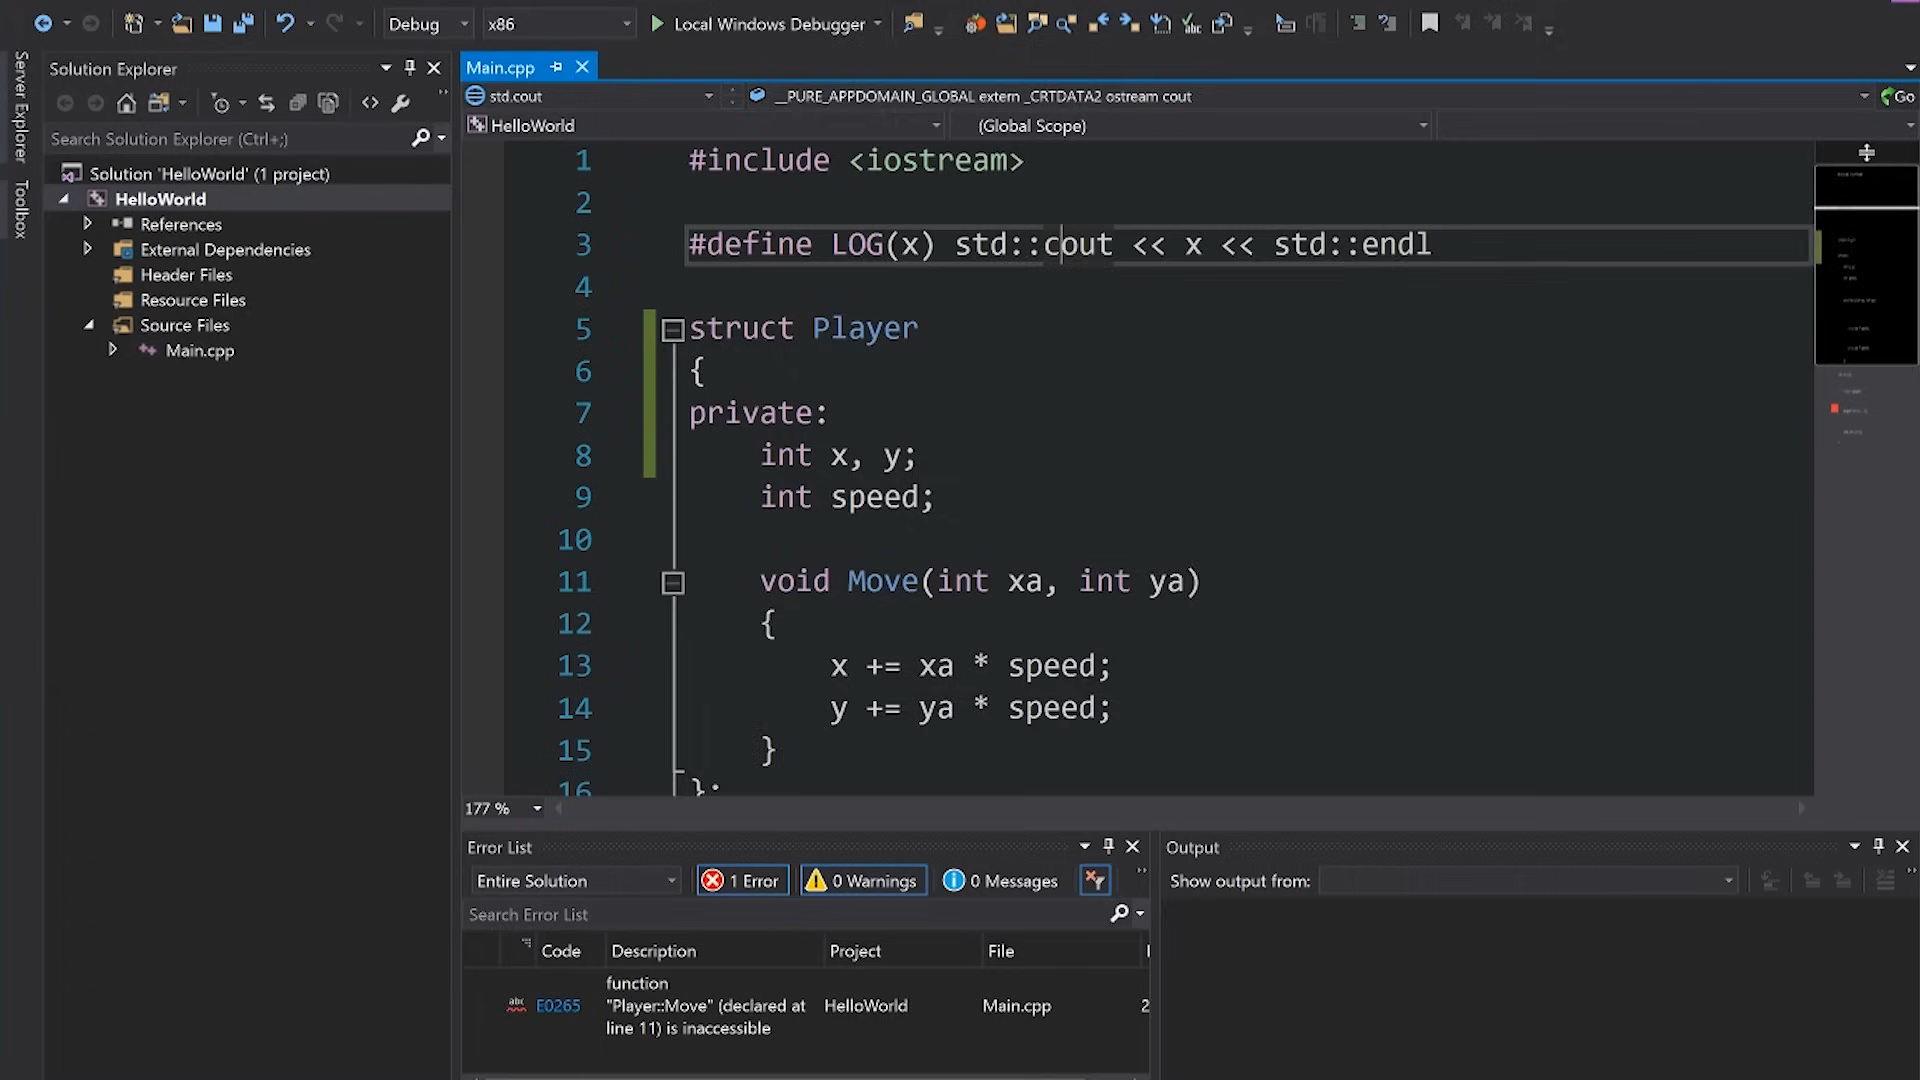 Debug
x86
Local Windows Debugger
Server Explorer
Toolbox
Solution Explorer
Search Solution Explorer (Ctrl+;)
Solution 'HelloWorld' (1 project)
HelloWorld
References
External Dependencies
Header Files
Resource Files
Source Files
Main.cpp
Main.cpp
std.cout
__PURE_APPDOMAIN_GLOBAL extern _CRTDATA2 ostream cout
Go
HelloWorld
(Global Scope)
1 #include <iostream>
2
3 #define LOG(x) std::cout << x << std::endl
4
5 struct Player
6 {
7 private:
8 int x, y;
9 int speed;
10
11 void Move(int xa, int ya)
12 {
13 x += xa * speed;
14 y += ya * speed;
15 }
16 };
177 %
Error List
Entire Solution
1 Error
0 Warnings
0 Messages
Search Error List
Code Description Project File
function
abc E0265 "Player::Move" (declared at HelloWorld Main.cpp 2
line 11) is inaccessible
Output
Show output from: